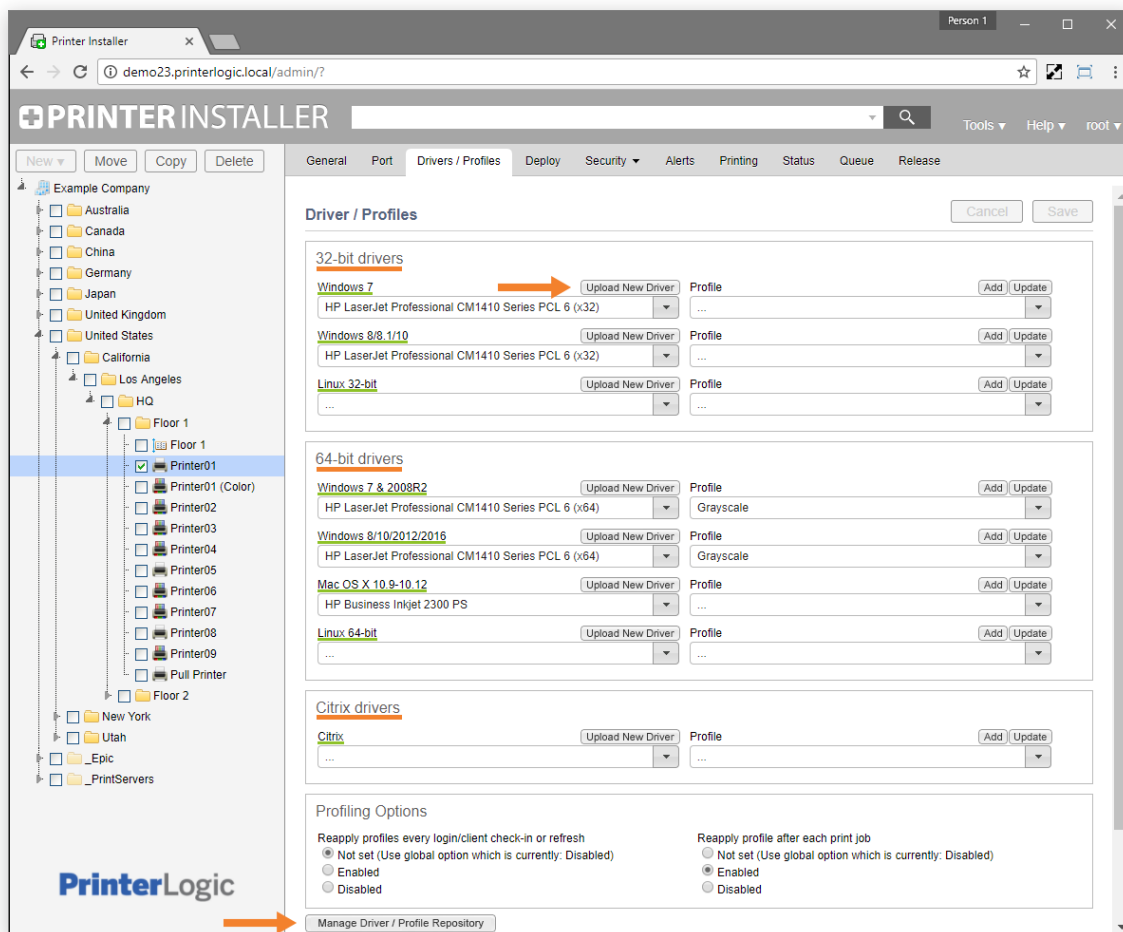 Person 1
Printer Installer
demo23.printerlogic.local/admin/?
PRINTERINSTALLER
Tools Help root
New Move Copy Delete
General Port Drivers / Profiles Deploy Security Alerts Printing Status Queue Release
Example Company
Australia
Canada
China
Germany
Japan
United Kingdom
United States
California
Los Angeles
HQ
Floor 1
Floor 1
Printer01
Printer01 (Color)
Printer02
Printer03
Printer04
Printer05
Printer06
Printer07
Printer08
Printer09
Pull Printer
Floor 2
New York
Utah
_Epic
_PrintServers
PrinterLogic
Driver / Profiles
Cancel Save
32-bit drivers
Windows 7 Upload New Driver Profile Add Update
HP LaserJet Professional CM1410 Series PCL 6 (x32) ...
Windows 8/8.1/10 Upload New Driver Profile Add Update
HP LaserJet Professional CM1410 Series PCL 6 (x32) ...
Linux 32-bit Upload New Driver Profile Add Update
... ...
64-bit drivers
Windows 7 & 2008R2 Upload New Driver Profile Add Update
HP LaserJet Professional CM1410 Series PCL 6 (x64) Grayscale
Windows 8/10/2012/2016 Upload New Driver Profile Add Update
HP LaserJet Professional CM1410 Series PCL 6 (x64) Grayscale
Mac OS X 10.9-10.12 Upload New Driver Profile Add Update
HP Business Inkjet 2300 PS ...
Linux 64-bit Upload New Driver Profile Add Update
... ...
Citrix drivers
Citrix Upload New Driver Profile Add Update
... ...
Profiling Options
Reapply profiles every login/client check-in or refresh
Not set (Use global option which is currently: Disabled)
Enabled
Disabled
Reapply profile after each print job
Not set (Use global option which is currently: Disabled)
Enabled
Disabled
Manage Driver / Profile Repository